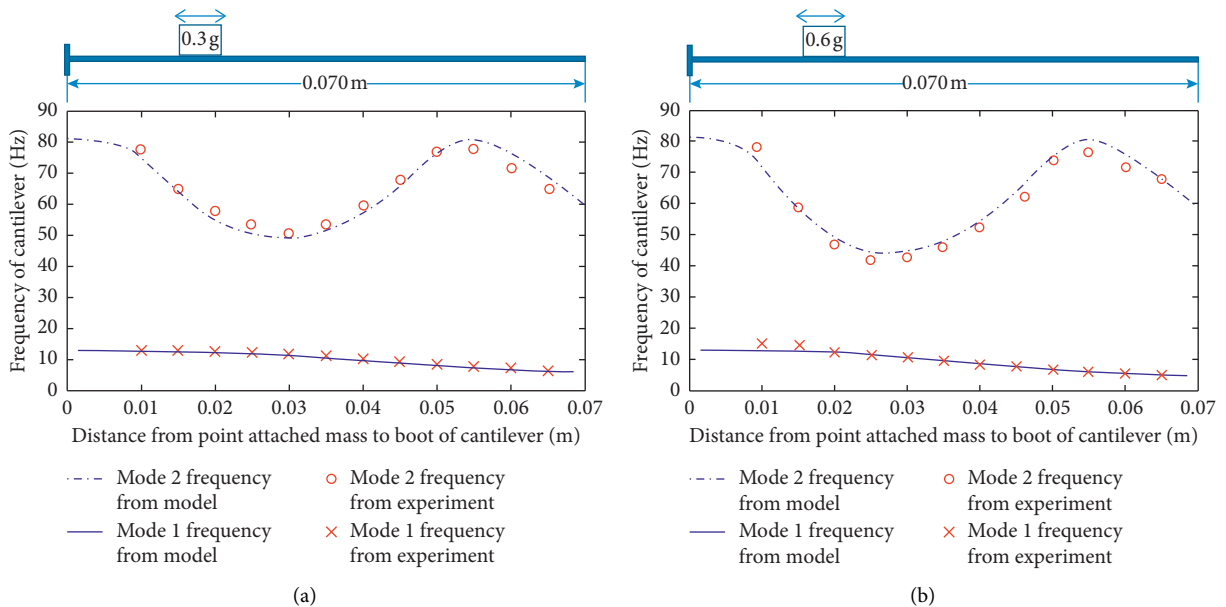 0.3 g
0.070 m
Frequency of cantilever (Hz)
90
80
70
60
50
40
30
20
10
0
0 0.01 0.02 0.03 0.04 0.05 0.06 0.07
Distance from point attached mass to boot of cantilever (m)
Mode 2 frequency
from model
Mode 2 frequency
from experiment
Mode 1 frequency
from model
Mode 1 frequency
from experiment
(a)
0.6 g
0.070 m
Frequency of cantilever (Hz)
90
80
70
60
50
40
30
20
10
0
0 0.01 0.02 0.03 0.04 0.05 0.06 0.07
Distance from point attached mass to boot of cantilever (m)
Mode 2 frequency
from model
Mode 2 frequency
from experiment
Mode 1 frequency
from model
Mode 1 frequency
from experiment
(b)